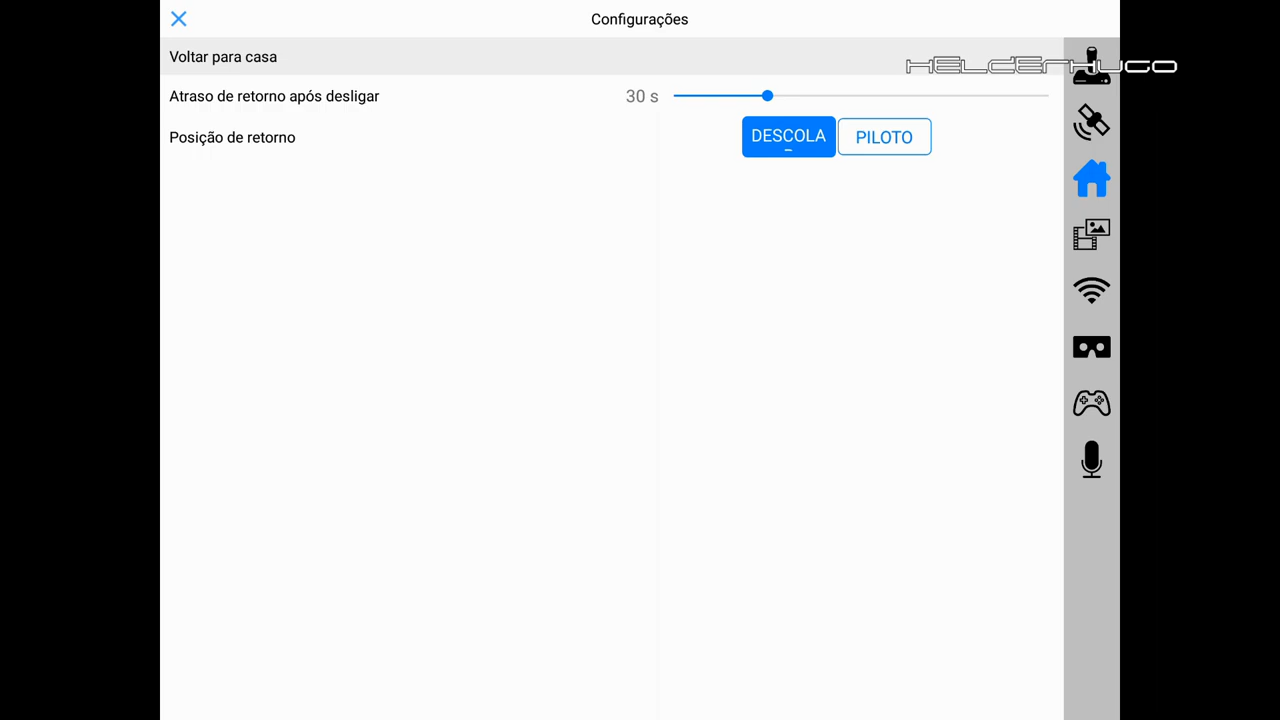 Configurações
Voltar para casa
HELDERHUGO
Atraso de retorno após desligar 30 s
Posição de retorno DESCOLA PILOTO